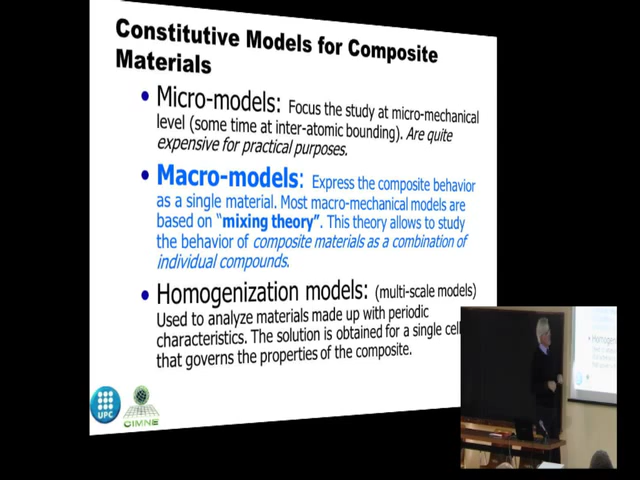 Constitutive Models for Composite
Materials
• Micro-models: Focus the study at micro-mechanical
level (some time at inter-atomic bounding). Are quite
expensive for practical purposes.
• Macro-models: Express the composite behavior
as a single material. Most macro-mechanical models are
based on "mixing theory". This theory allows to study
the behavior of composite materials as a combination of
individual compounds.
• Homogenization models: (multi-scale models)
Used to analyze materials made up with periodic
characteristics. The solution is obtained for a single cell
that governs the properties of the composite.
UPC
CIMNE
Homogen